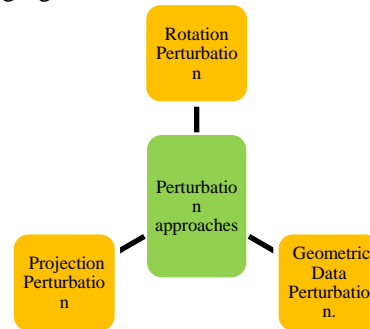 Rotation
Perturbatio
n
Perturbatio
n
approaches
Projection
Perturbatio
n
Geometric
Data
Perturbatio
n.